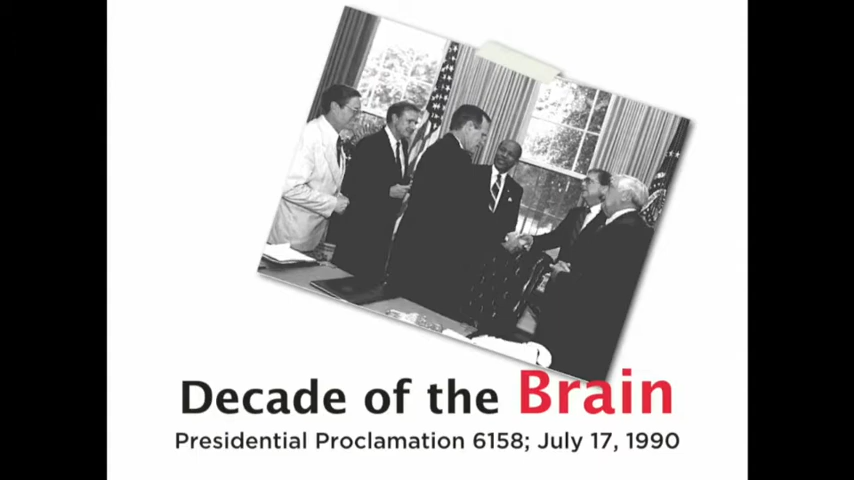 Decade of the Brain
Presidential Proclamation 6158; July 17, 1990